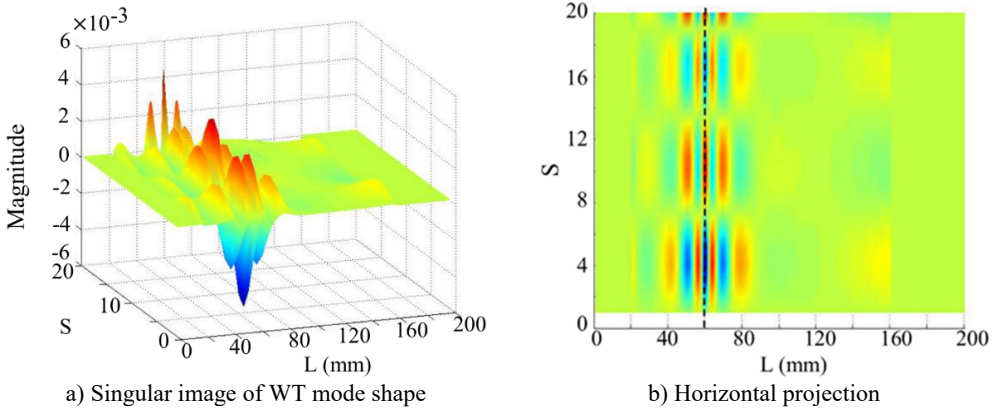 ×10⁻³
6
4
2
0
-2
-4
-6
Magnitude
20
10
0
S
0 40 80 120 160 200
L (mm)
a) Singular image of WT mode shape
20
16
12
8
4
0
S
0 40 80 120 160 200
L (mm)
b) Horizontal projection